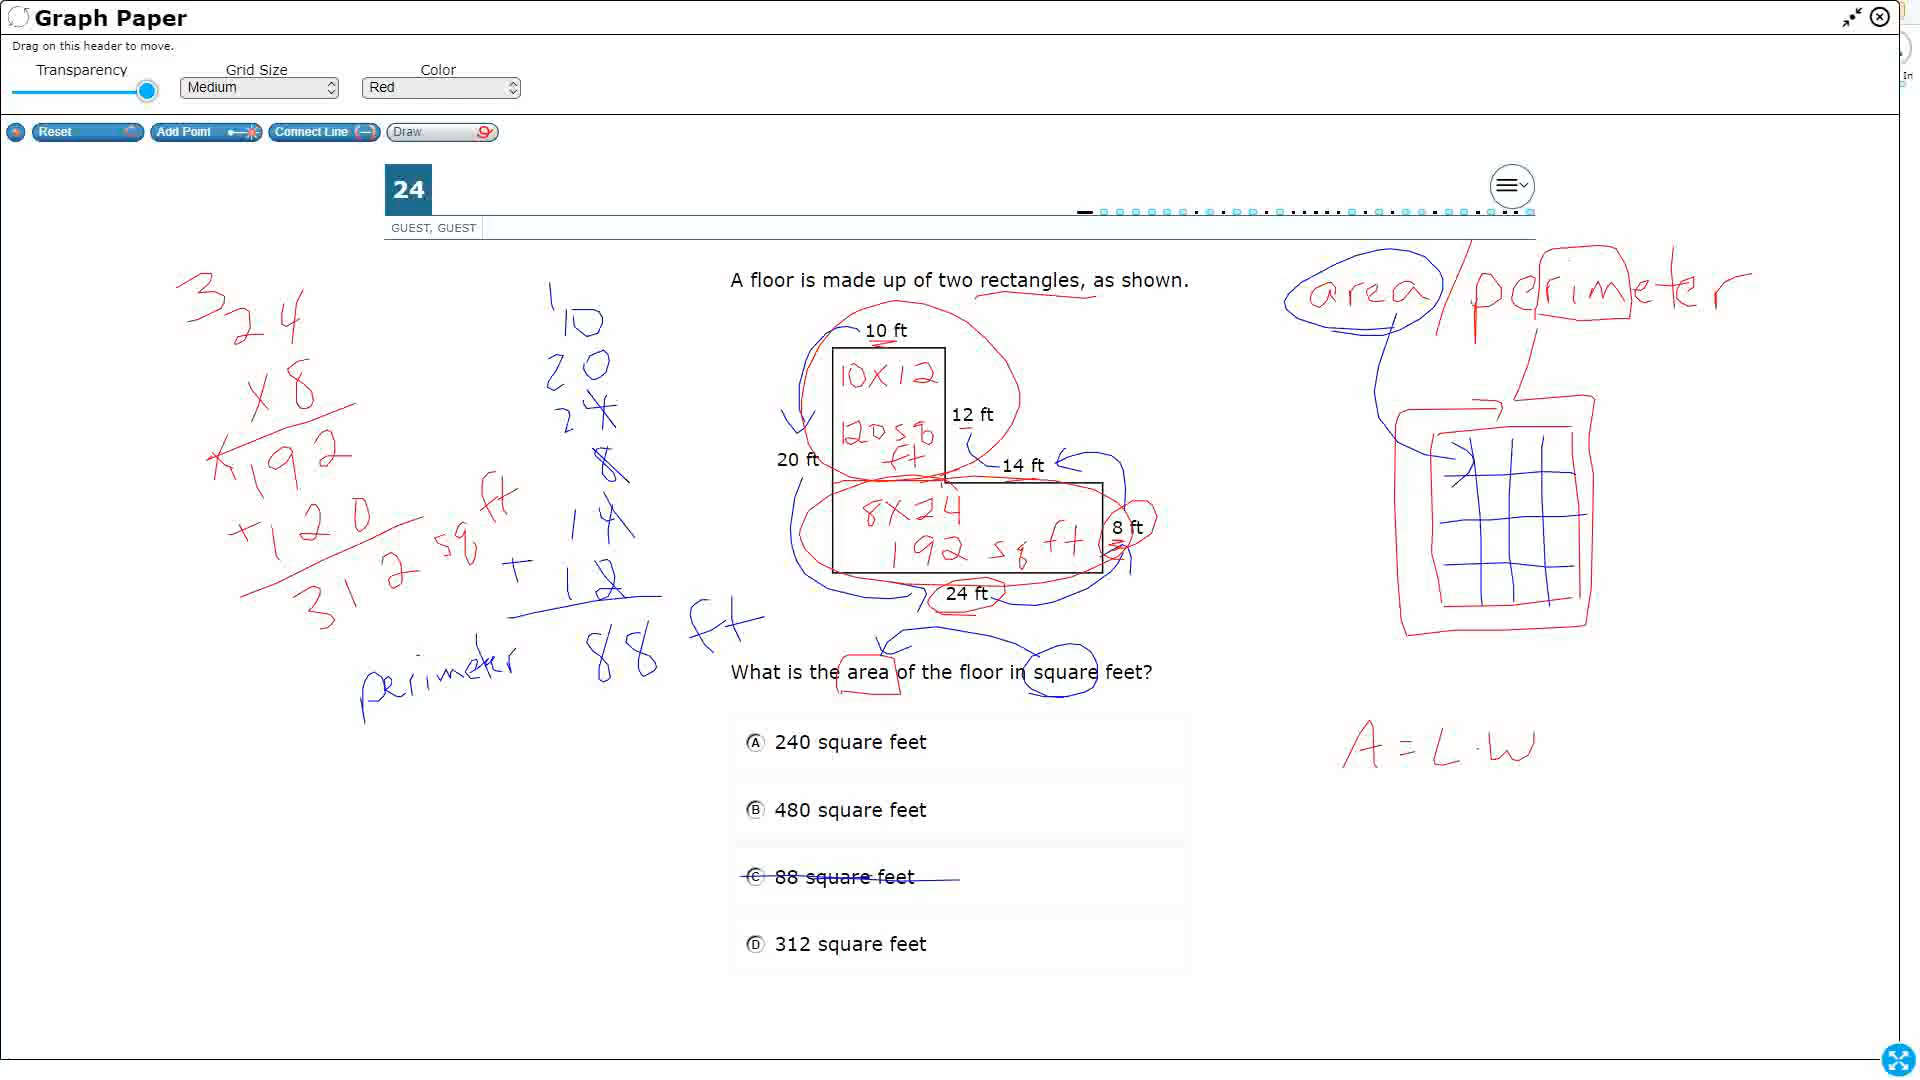 Graph Paper
Drag on this header to move.
Transparency
Grid Size
Color
Medium
Red
Reset
Add Point
Connect Line
Draw
24
GUEST, GUEST
A floor is made up of two rectangles, as shown.
10 ft
12 ft
20 ft
14 ft
8 ft
24 ft
10x12
120 sq
ft
8x24
192 sq ft
What is the area of the floor in square feet?
A 240 square feet
B 480 square feet
C 88 square feet
D 312 square feet
3
24
x8
192
+120
312 sq ft
1
10
20
24
8
14
+ 12
88 ft
perimeter
area/perimeter
A = L·W
In